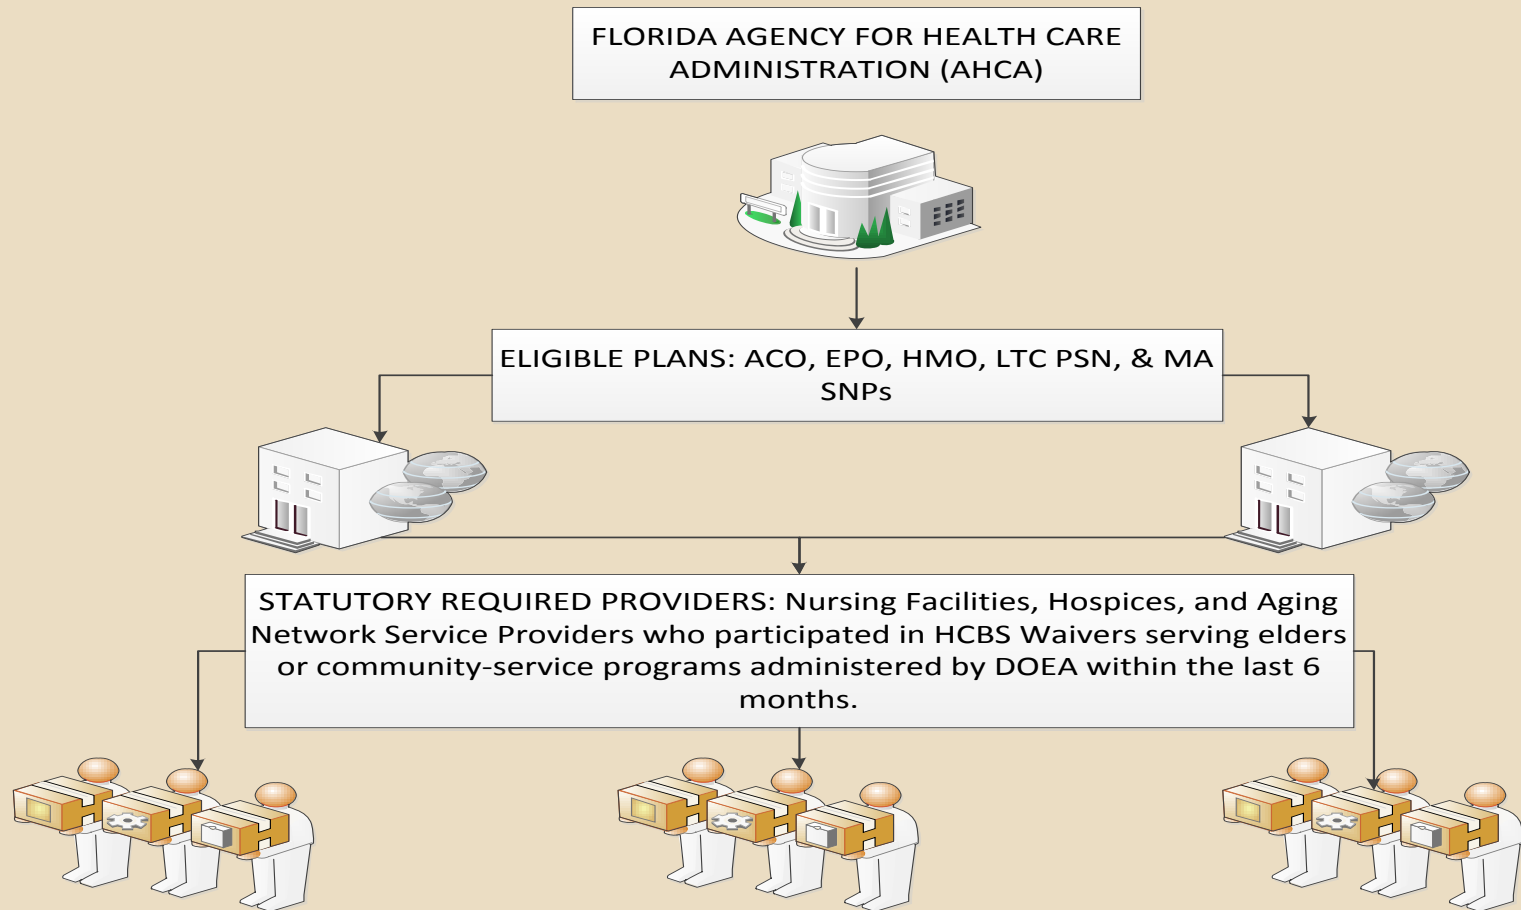 FLORIDA AGENCY FOR HEALTH CARE
ADMINISTRATION (AHCA)
ELIGIBLE PLANS: ACO, EPO, HMO, LTC PSN, & MA
SNPs
STATUTORY REQUIRED PROVIDERS: Nursing Facilities, Hospices, and Aging
Network Service Providers who participated in HCBS Waivers serving elders
or community-service programs administered by DOEA within the last 6
months.